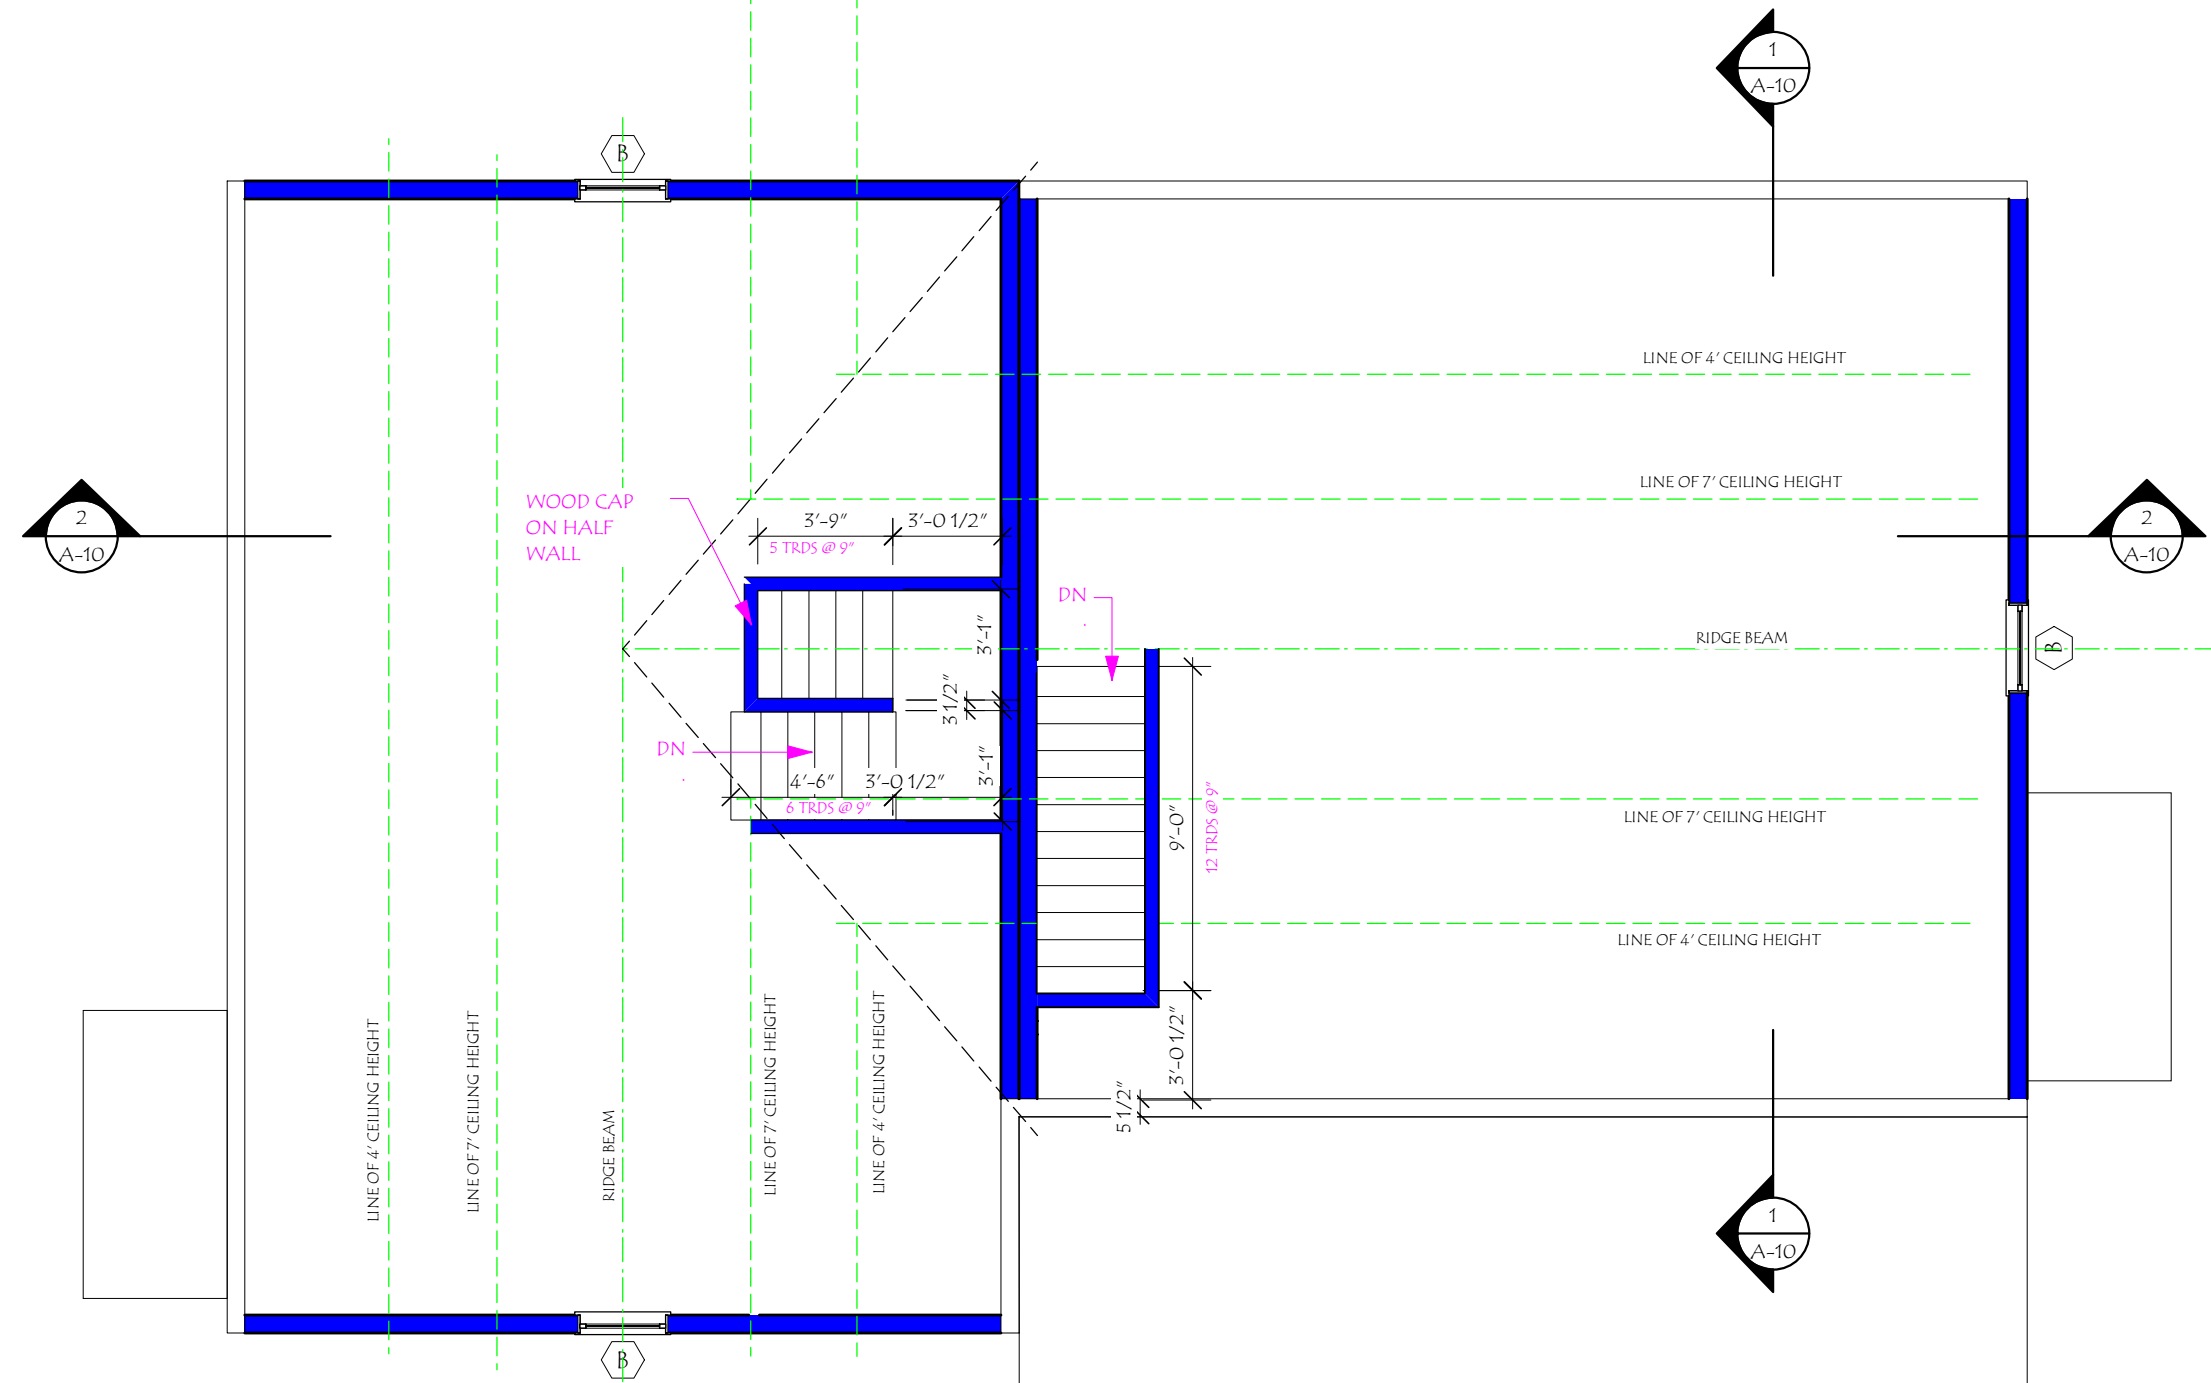 1
A-10
B
LINE OF 4' CEILING HEIGHT
LINE OF 7' CEILING HEIGHT
WOOD CAP
ON HALF
WALL
3'-9"
3'-0 1/2"
5 TRDS @ 9"
2
A-10
2
A-10
DN
.
3'-1"
RIDGE BEAM
B
3 1/2"
DN
.
4'-6"
3'-0 1/2"
3'-1"
6 TRDS @ 9"
9'-0"
12 TRDS @ 9"
LINE OF 7' CEILING HEIGHT
LINE OF 4' CEILING HEIGHT
LINE OF 4' CEILING HEIGHT
LINE OF 7' CEILING HEIGHT
RIDGE BEAM
LINE OF 7' CEILING HEIGHT
LINE OF 4' CEILING HEIGHT
3'-0 1/2"
5 1/2"
1
A-10
B